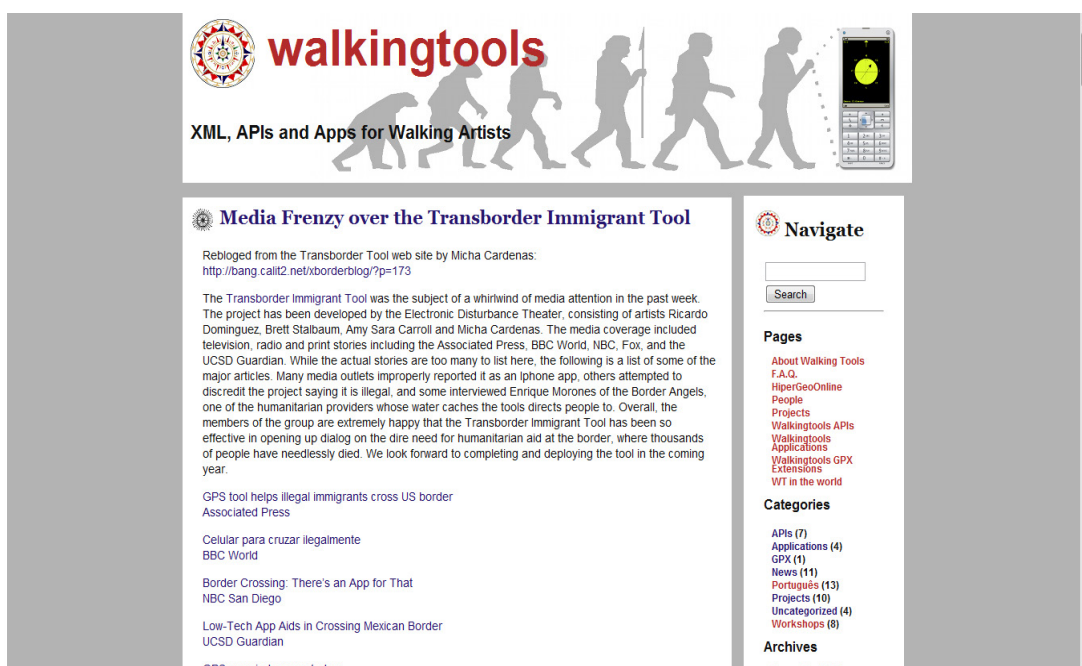 walkingtools
XML, APIs and Apps for Walking Artists
Media Frenzy over the Transborder Immigrant Tool
Rebloged from the Transborder Tool web site by Micha Cardenas:
http://bang.calit2.net/xborderblog/?p=173
The Transborder Immigrant Tool was the subject of a whirlwind of media attention in the past week.
The project has been developed by the Electronic Disturbance Theater, consisting of artists Ricardo
Dominguez, Brett Stalbaum, Amy Sara Carroll and Micha Cardenas. The media coverage included
television, radio and print stories including the Associated Press, BBC World, NBC, Fox, and the
UCSD Guardian. While the actual stories are too many to list here, the following is a list of some of the
major articles. Many media outlets improperly reported it as an Iphone app, others attempted to
discredit the project saying it is illegal, and some interviewed Enrique Morones of the Border Angels,
one of the humanitarian providers whose water caches the tools directs people to. Overall, the
members of the group are extremely happy that the Transborder Immigrant Tool has been so
effective in opening up dialog on the dire need for humanitarian aid at the border, where thousands
of people have needlessly died. We look forward to completing and deploying the tool in the coming
year.
GPS tool helps illegal immigrants cross US border
Associated Press
Celular para cruzar ilegalmente
BBC World
Border Crossing: There's an App for That
NBC San Diego
Low-Tech App Aids in Crossing Mexican Border
UCSD Guardian
Navigate
Search
Pages
About Walking Tools
F.A.Q.
HiperGeoOnline
People
Projects
Walkingtools APIs
Walkingtools
Applications
Walkingtools GPX
Extensions
WT in the world
Categories
APIs (7)
Applications (4)
GPX (1)
News (11)
Português (13)
Projects (10)
Uncategorized (4)
Workshops (8)
Archives